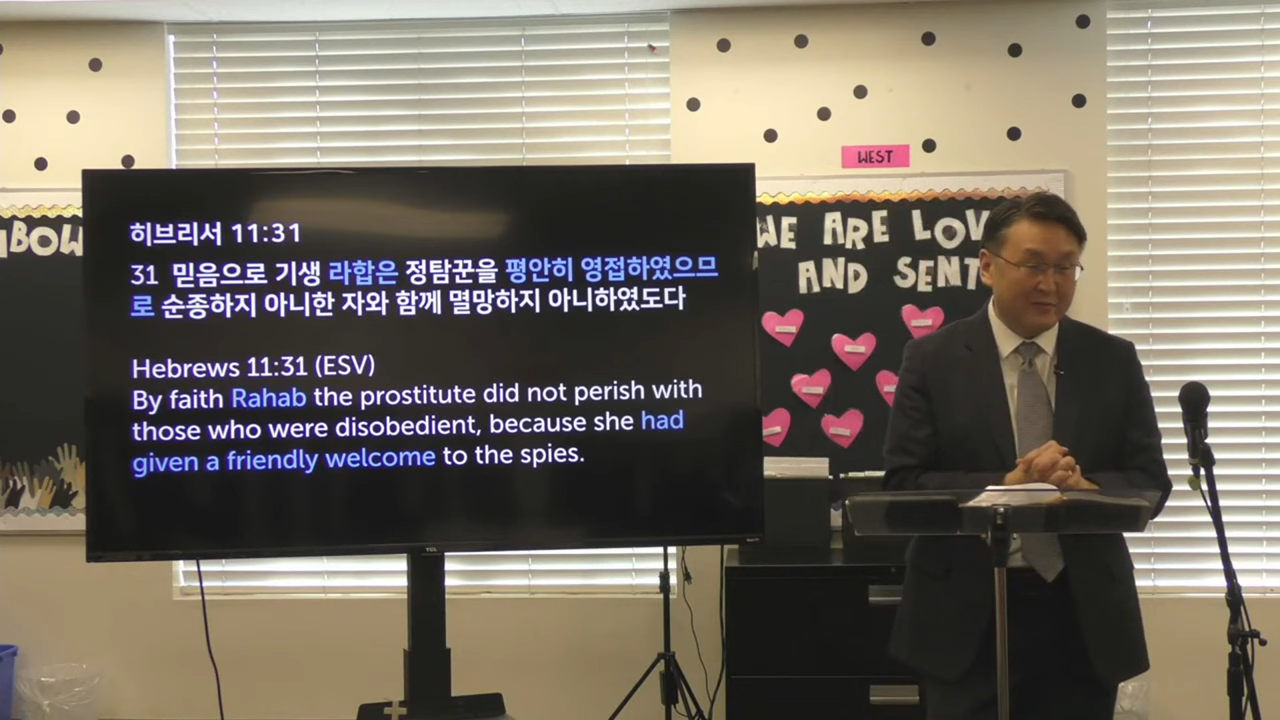 WEST
히브리서 11:31
31 믿음으로 기생 라합은 정탐꾼을 평안히 영접하였으므
로 순종하지 아니한 자와 함께 멸망하지 아니하였도다
Hebrews 11:31 (ESV)
By faith Rahab the prostitute did not perish with
those who were disobedient, because she had
given a friendly welcome to the spies.
TCL
WE ARE LOV
AND SENT